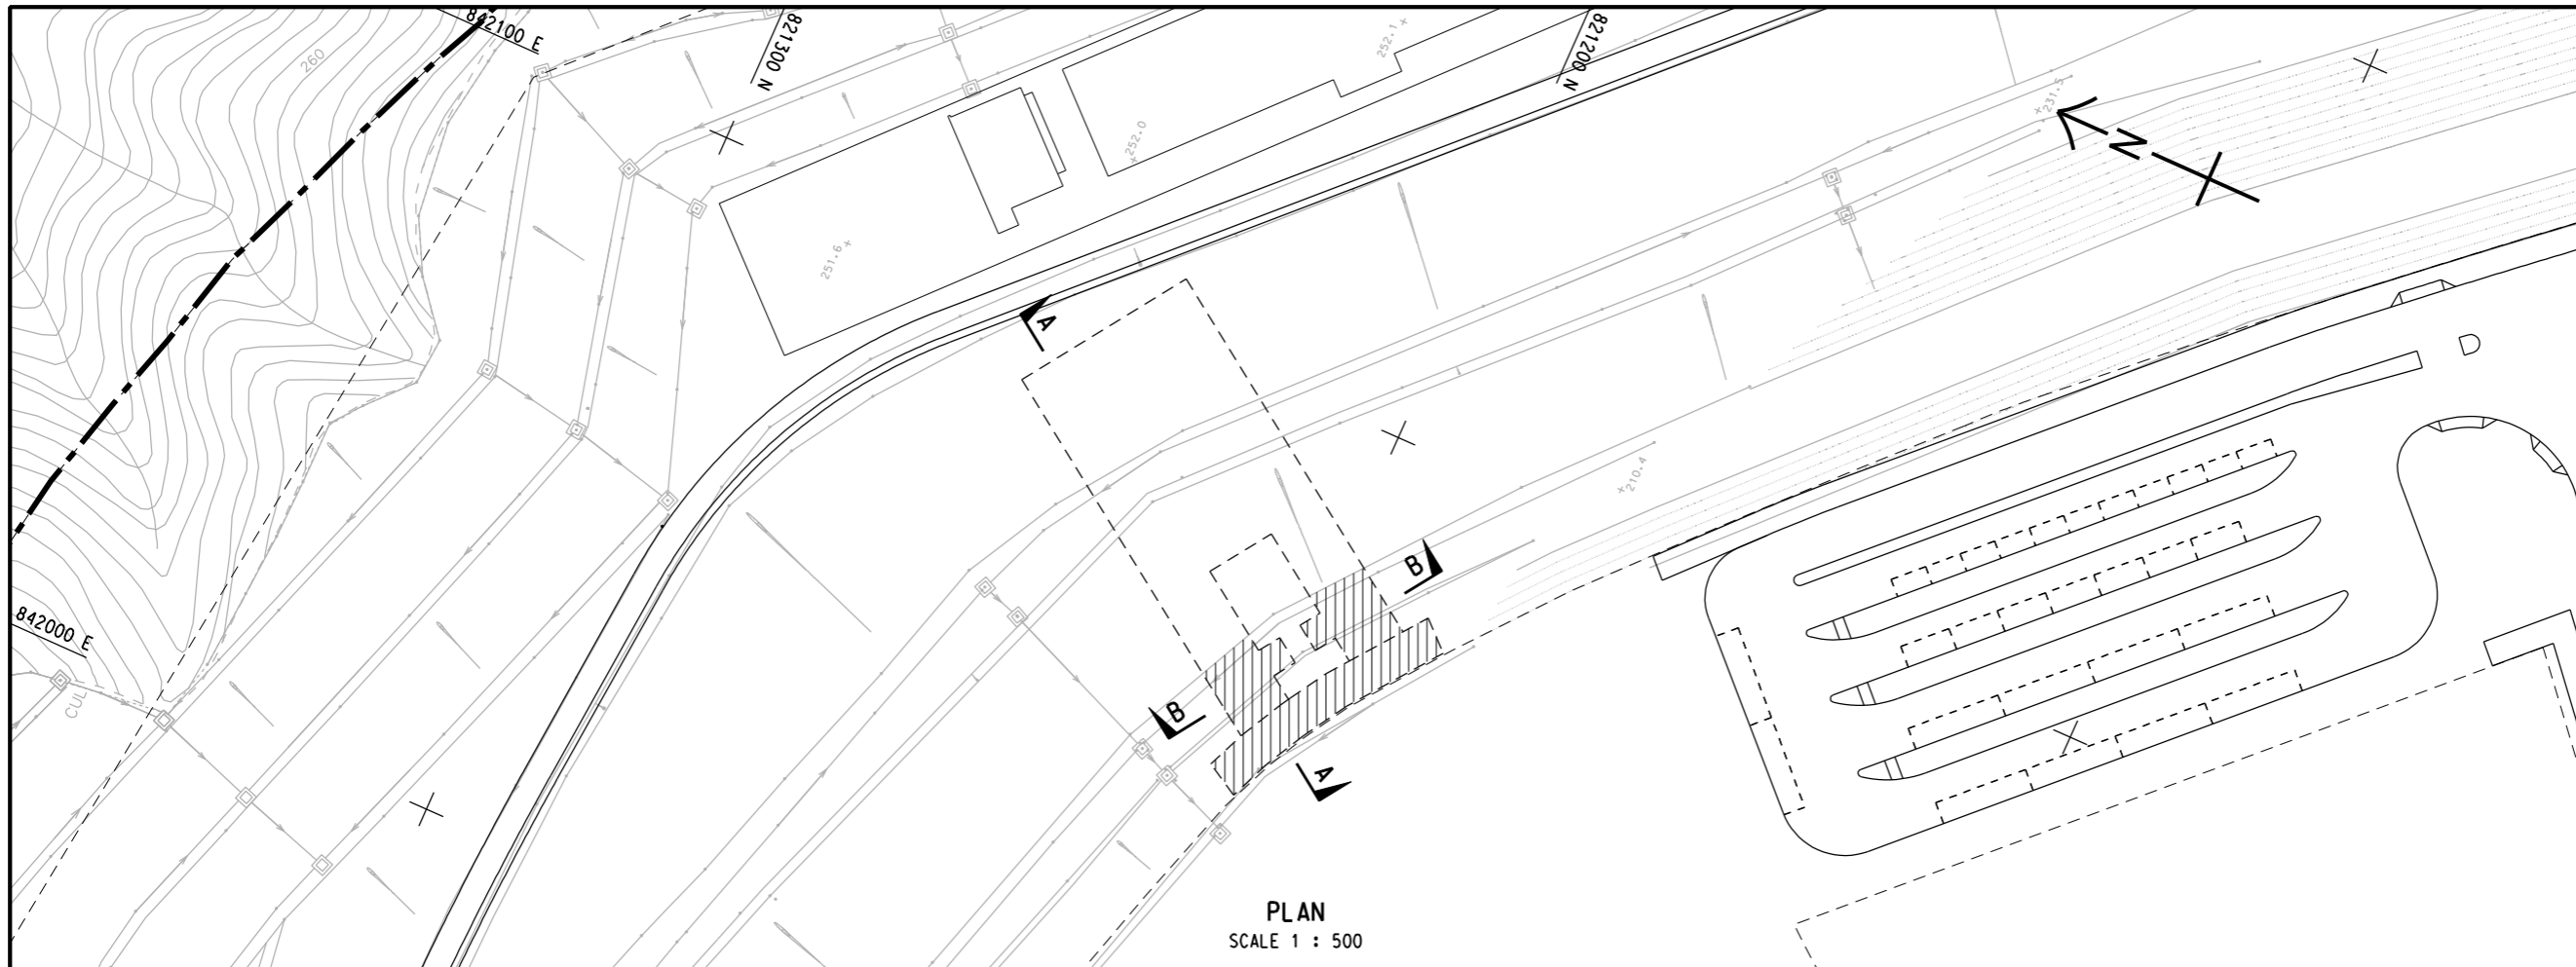 842100 E
260
821300 N
252.1
821200 N
231.5
252.0
N
251.6
A
210.4
B
842000 E
CUL
B
A
PLAN
SCALE 1 : 500